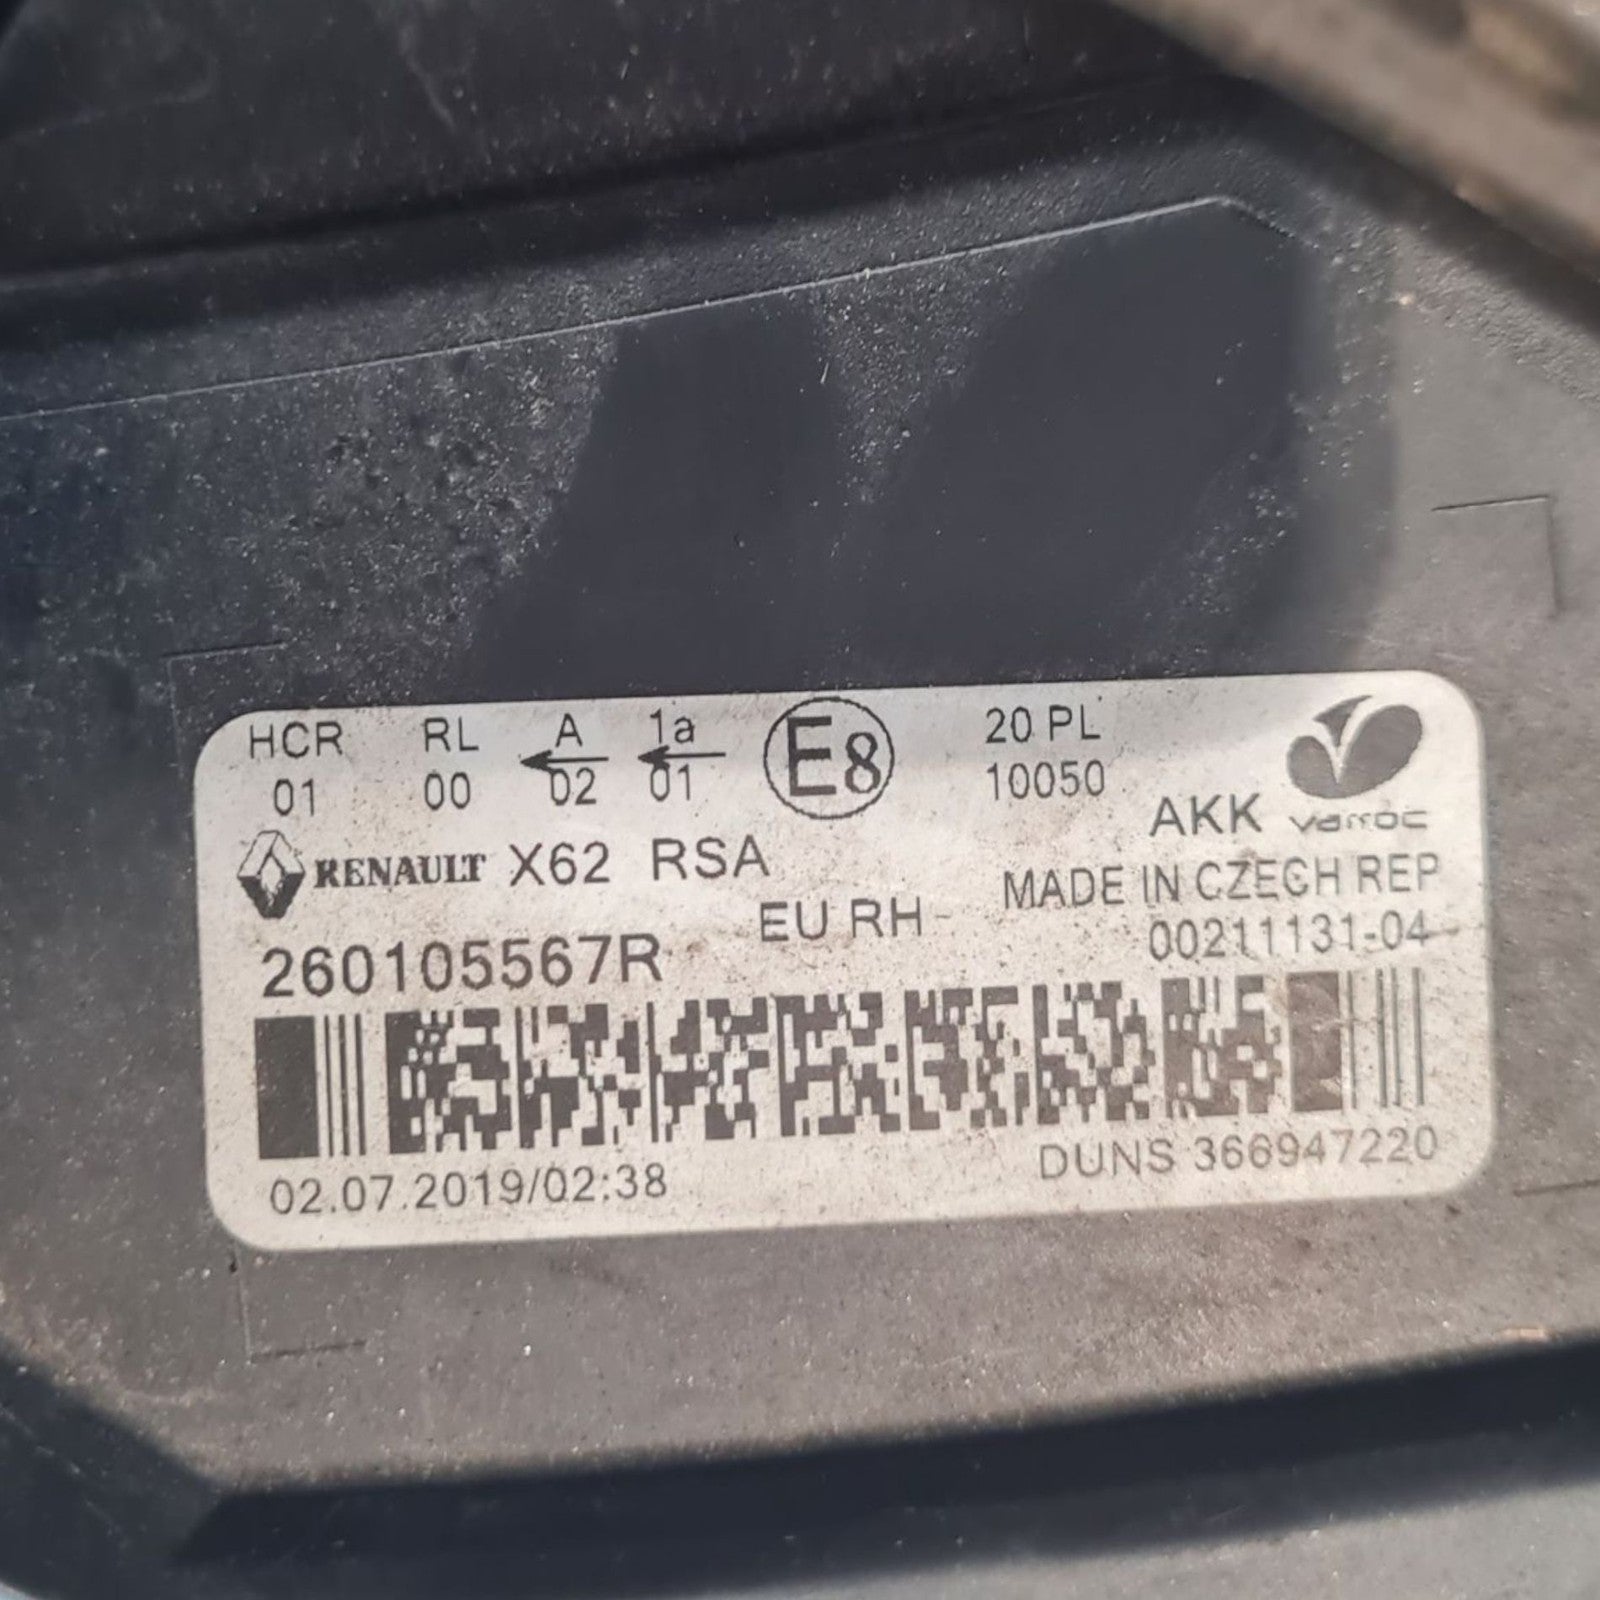 HCR RL A 1a E8 20 PL
01 00 02 01 10050
AKK varroc
RENAULT X62 RSA
MADE IN CZECH REP
EU RH
260105567R
00211131-04
02.07.2019/02:38
DUNS 366947220